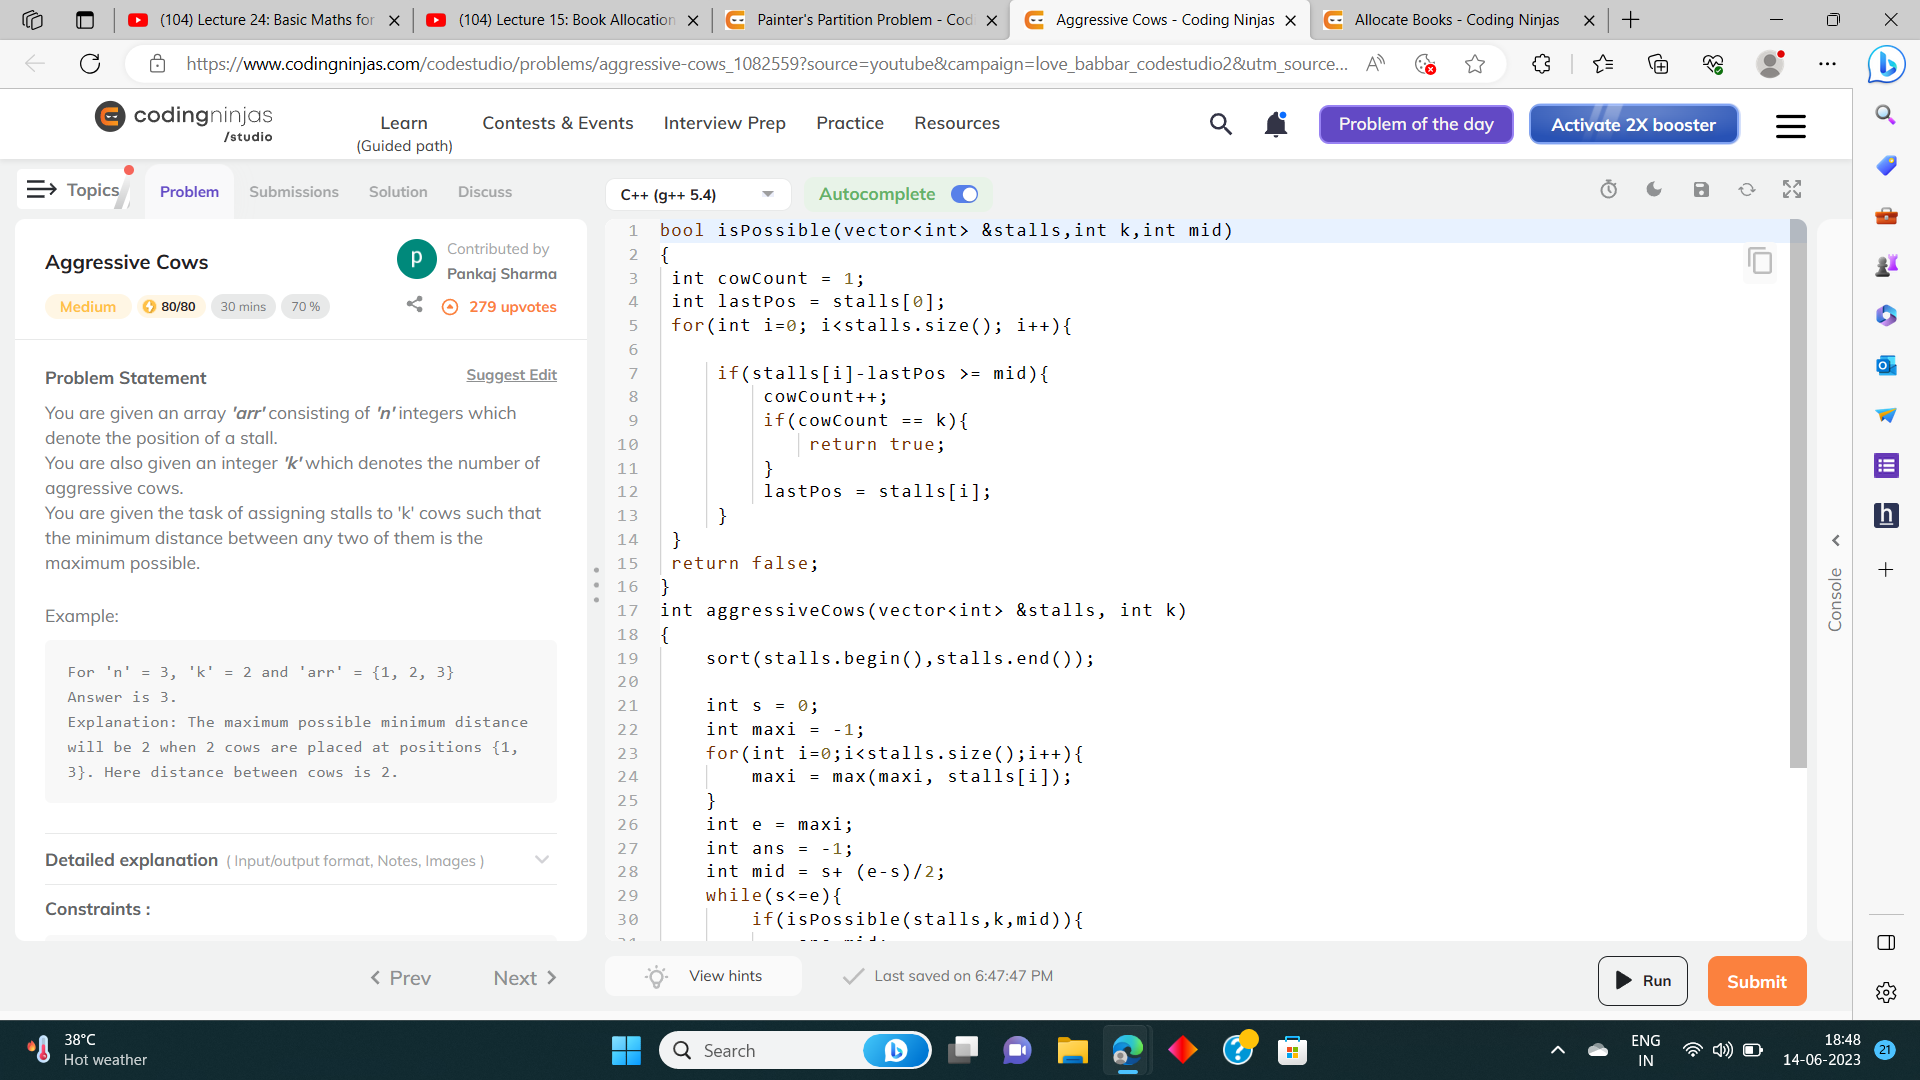 (104) Lecture 24: Basic Maths for
(104) Lecture 15: Book Allocation
Painter's Partition Problem - Codi
Aggressive Cows - Coding Ninjas
Allocate Books - Coding Ninjas
https://www.codingninjas.com/codestudio/problems/aggressive-cows_1082559?source=youtube&campaign=love_babbar_codestudio2&utm_source...
codingninjas
/studio
Learn
(Guided path)
Contests & Events
Interview Prep
Practice
Resources
Problem of the day
Activate 2X booster
Topics
Problem
Submissions
Solution
Discuss
C++ (g++ 5.4)
Autocomplete
Aggressive Cows
p
Contributed by
Pankaj Sharma
Medium
80/80
30 mins
70 %
279 upvotes
Problem Statement
Suggest Edit
You are given an array 'arr' consisting of 'n' integers which
denote the position of a stall.
You are also given an integer 'k' which denotes the number of
aggressive cows.
You are given the task of assigning stalls to 'k' cows such that
the minimum distance between any two of them is the
maximum possible.
Example:
For 'n' = 3, 'k' = 2 and 'arr' = {1, 2, 3}
Answer is 3.
Explanation: The maximum possible minimum distance
will be 2 when 2 cows are placed at positions {1,
3}. Here distance between cows is 2.
Detailed explanation ( Input/output format, Notes, Images )
Constraints :
Prev
Next
1 bool isPossible(vector<int> &stalls,int k,int mid)
2 {
3 int cowCount = 1;
4 int lastPos = stalls[0];
5 for(int i=0; i<stalls.size(); i++){
6
7 if(stalls[i]-lastPos >= mid){
8 cowCount++;
9 if(cowCount == k){
10 return true;
11 }
12 lastPos = stalls[i];
13 }
14 }
15 return false;
16 }
17 int aggressiveCows(vector<int> &stalls, int k)
18 {
19 sort(stalls.begin(),stalls.end());
20
21 int s = 0;
22 int maxi = -1;
23 for(int i=0;i<stalls.size();i++){
24 maxi = max(maxi, stalls[i]);
25 }
26 int e = maxi;
27 int ans = -1;
28 int mid = s+ (e-s)/2;
29 while(s<=e){
30 if(isPossible(stalls,k,mid)){
Console
View hints
Last saved on 6:47:47 PM
Run
Submit
38°C
Hot weather
Search
ENG
IN
18:48
14-06-2023
21